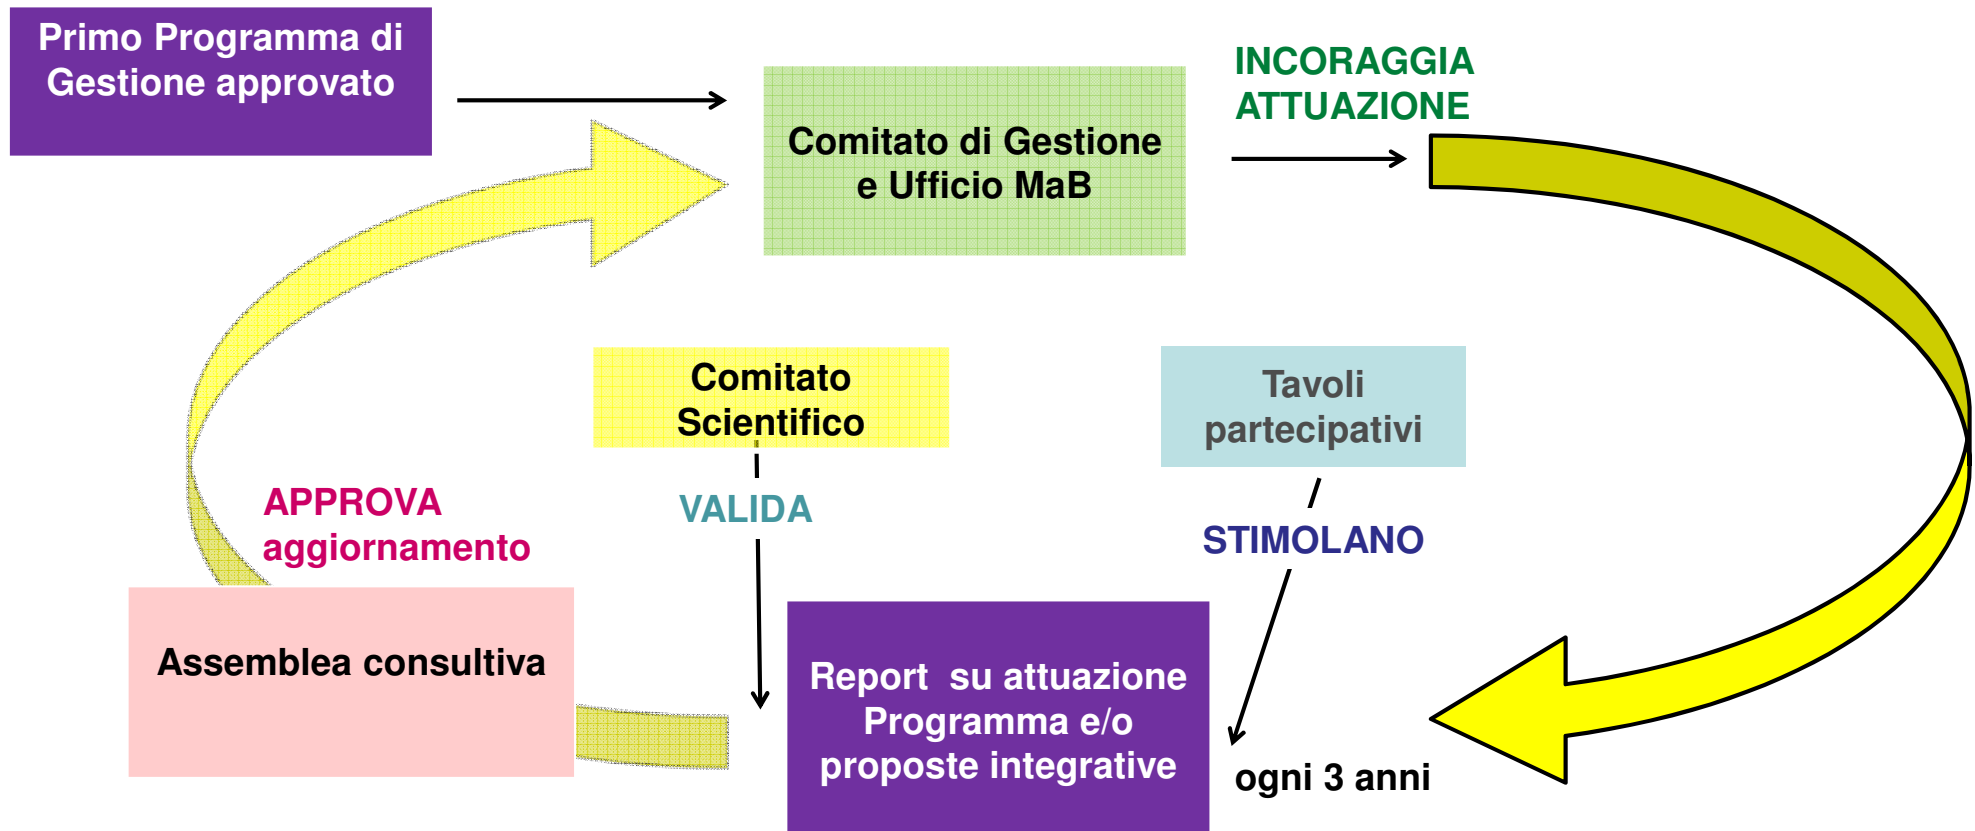 Primo Programma di
Gestione approvato
INCORAGGIA
ATTUAZIONE
Comitato di Gestione
e Ufficio MaB
Comitato
Scientifico
Tavoli
partecipativi
APPROVA
aggiornamento
VALIDA
STIMOLANO
Assemblea consultiva
Report su attuazione
Programma e/o
proposte integrative
ogni 3 anni